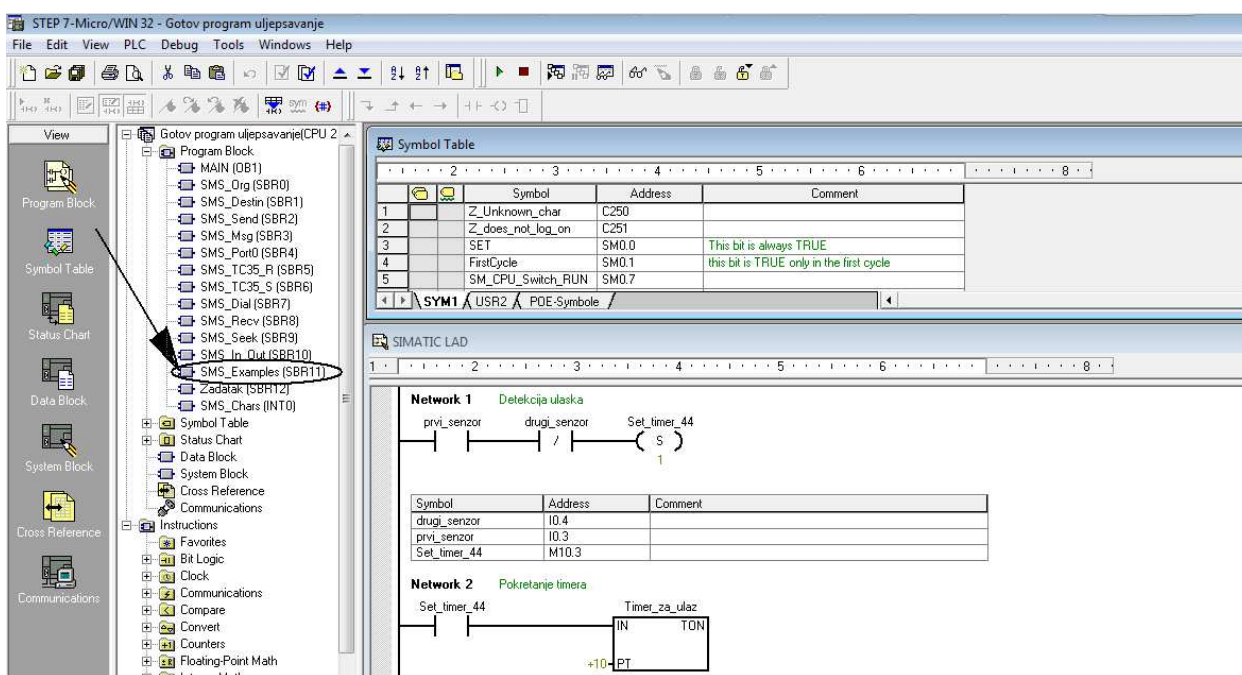 STEP 7-Micro/WIN 32 - Gotov program uljepsavanje
File Edit View PLC Debug Tools Windows Help
View
Program Block
Symbol Table
Status Chart
Data Block
System Block
Cross Reference
Communications
Gotov program uljepsavanje(CPU 2
Program Block
MAIN (OB1)
SMS_Org (SBR0)
SMS_Destin (SBR1)
SMS_Send (SBR2)
SMS_Msg (SBR3)
SMS_Port0 (SBR4)
SMS_TC35_R (SBR5)
SMS_TC35_S (SBR6)
SMS_Dial (SBR7)
SMS_Recv (SBR8)
SMS_Seek (SBR9)
SMS_In_Out (SBR10)
SMS_Examples (SBR11)
Zadatak (SBR12)
SMS_Chars (INT0)
Symbol Table
Status Chart
Data Block
System Block
Cross Reference
Communications
Instructions
Favorites
Bit Logic
Clock
Communications
Compare
Convert
Counters
Floating-Point Math
Symbol Table
2 3 4 5 6 8
Symbol Address Comment
1 Z_Unknown_char C250
2 Z_does_not_log_on C251
3 SET SM0.0 This bit is always TRUE
4 FirstCycle SM0.1 this bit is TRUE only in the first cycle
5 SM_CPU_Switch_RUN SM0.7
SYM1 USR2 POE-Symbole
SIMATIC LAD
1 2 3 4 5 6 8
Network 1 Detekcija ulaska
prvi_senzor drugi_senzor Set_timer_44
/ S
1
Symbol Address Comment
drugi_senzor I0.4
prvi_senzor I0.3
Set_timer_44 M10.3
Network 2 Pokretanje timera
Set_timer_44 Timer_za_ulaz
IN TON
+10 PT